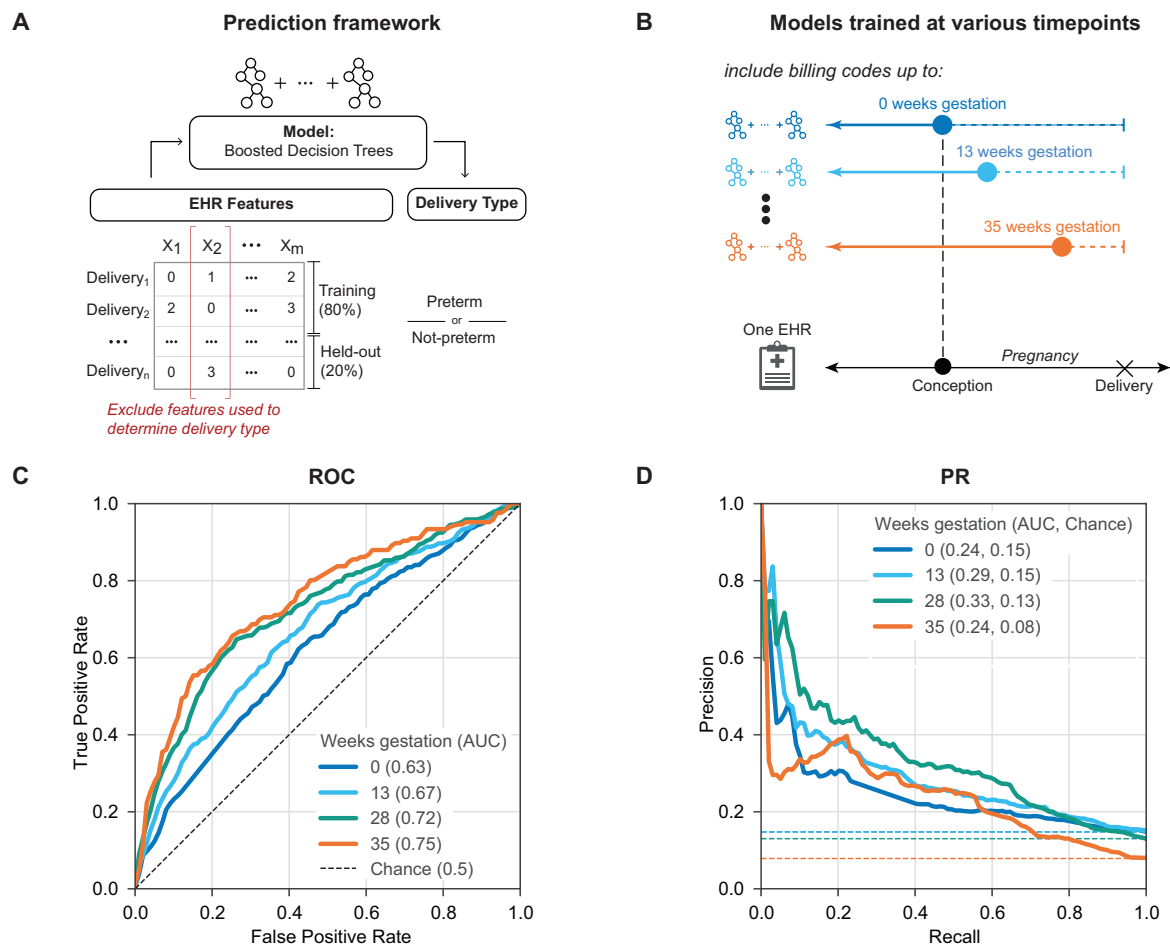 A
Prediction framework
+ ... +
Model:
Boosted Decision Trees
EHR Features
Delivery Type
X1 X2 ... Xm
Delivery1 0 1 ... 2
Delivery2 2 0 ... 3
... ... ... ... ...
Deliveryn 0 3 ... 0
Training
(80%)
Held-out
(20%)
Preterm
or
Not-preterm
Exclude features used to
determine delivery type
B
Models trained at various timepoints
include billing codes up to:
0 weeks gestation
+ ... +
13 weeks gestation
+ ... +
35 weeks gestation
+ ... +
One EHR
Pregnancy
Conception
Delivery
C
ROC
True Positive Rate
1.0
0.8
0.6
0.4
0.2
0.0
Weeks gestation (AUC)
0 (0.63)
13 (0.67)
28 (0.72)
35 (0.75)
Chance (0.5)
0.0 0.2 0.4 0.6 0.8 1.0
False Positive Rate
D
PR
Precision
1.0
0.8
0.6
0.4
0.2
0.0
Weeks gestation (AUC, Chance)
0 (0.24, 0.15)
13 (0.29, 0.15)
28 (0.33, 0.13)
35 (0.24, 0.08)
0.0 0.2 0.4 0.6 0.8 1.0
Recall